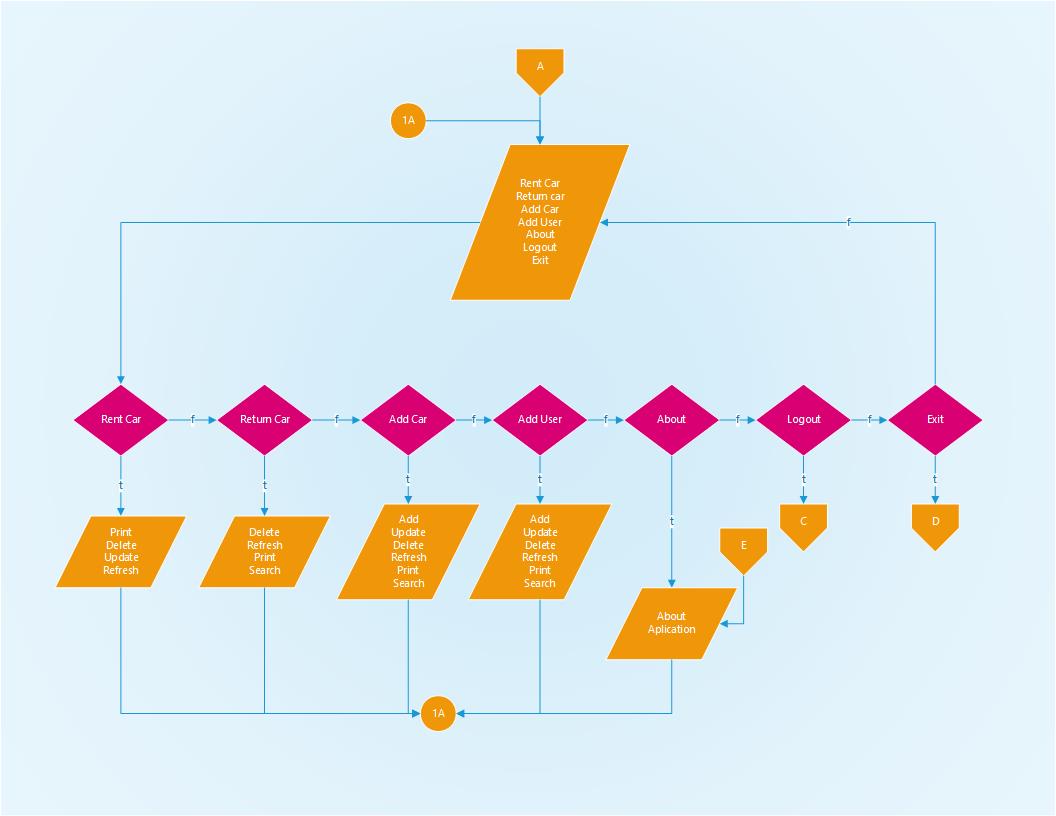 A
1A
Rent Car
Return car
Add Car
Add User
About
Logout
Exit
f
Rent Car
f
Return Car
f
Add Car
f
Add User
f
About
f
Logout
f
Exit
t
t
t
t
t
t
t
Print
Delete
Update
Refresh
Delete
Refresh
Print
Search
Add
Update
Delete
Refresh
Print
Search
Add
Update
Delete
Refresh
Print
Search
E
C
D
About
Aplication
1A